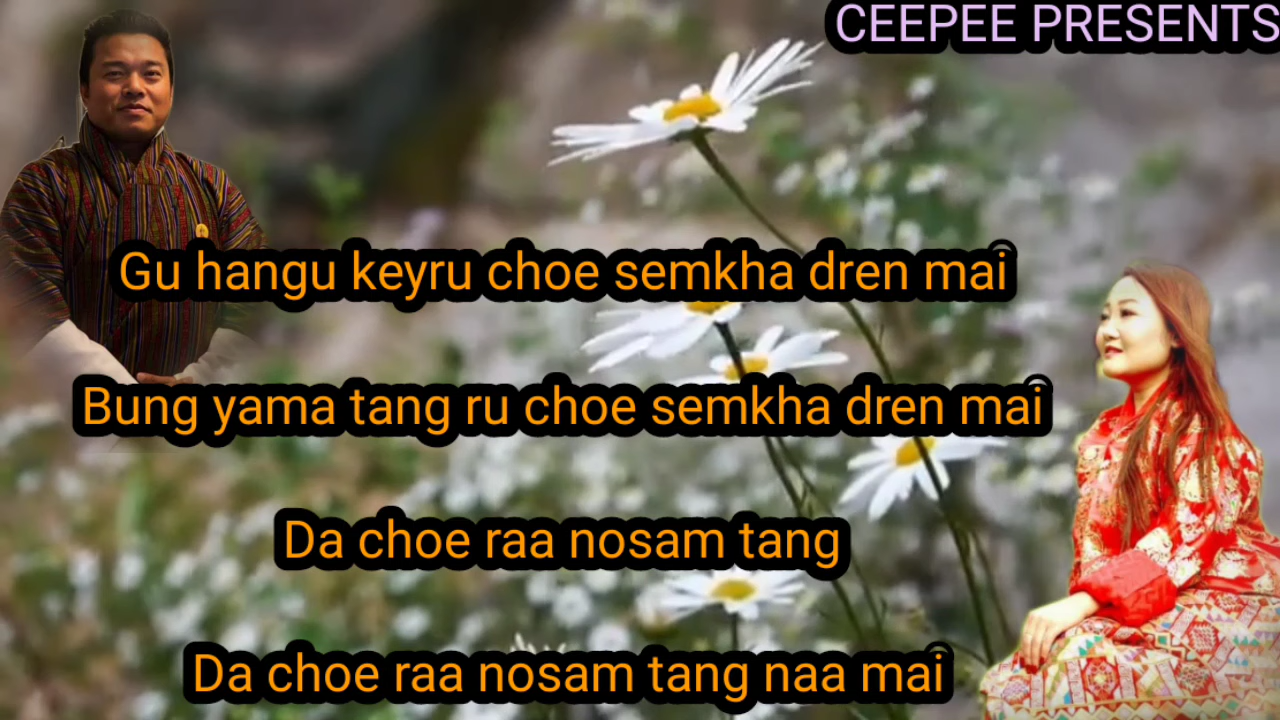 CEEPEE PRESENTS
Gu hangu keyru choe semkha dren mai
Bung yama tang ru choe semkha dren mai
Da choe raa nosam tang
Da choe raa nosam tang naa mai